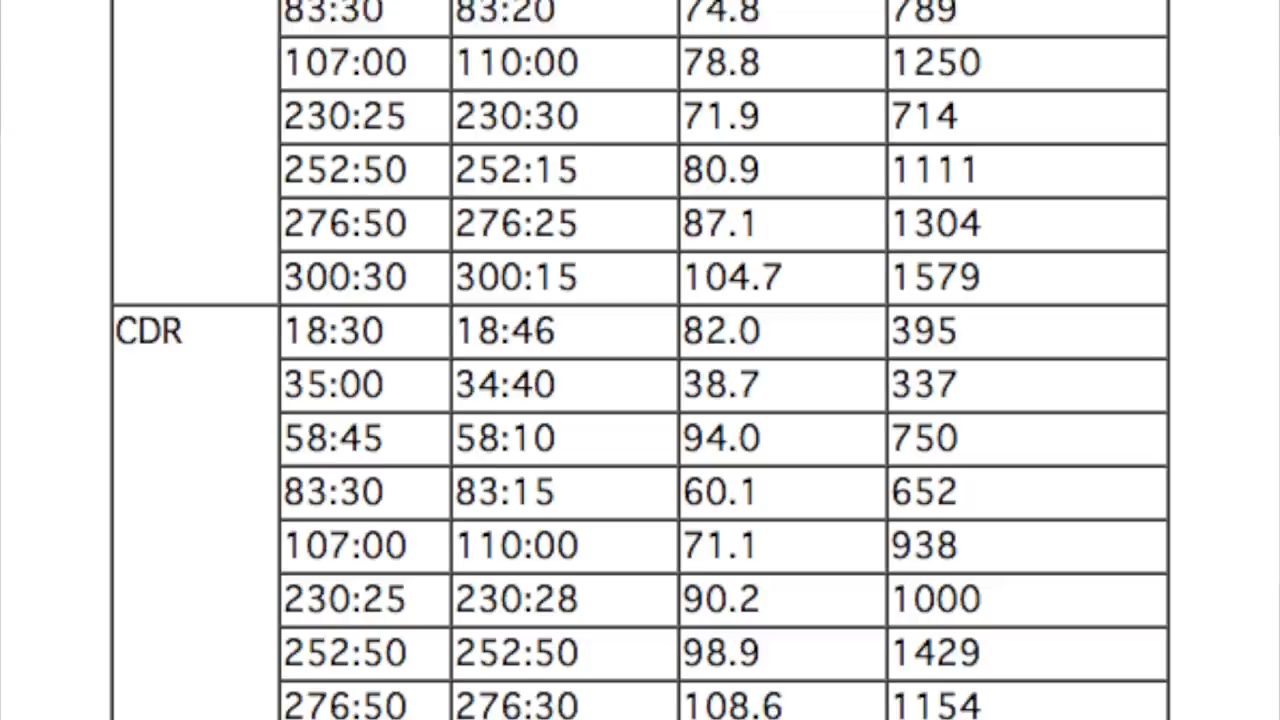 83:30 83:20 74.8 789
107:00 110:00 78.8 1250
230:25 230:30 71.9 714
252:50 252:15 80.9 1111
276:50 276:25 87.1 1304
300:30 300:15 104.7 1579
CDR 18:30 18:46 82.0 395
35:00 34:40 38.7 337
58:45 58:10 94.0 750
83:30 83:15 60.1 652
107:00 110:00 71.1 938
230:25 230:28 90.2 1000
252:50 252:50 98.9 1429
276:50 276:30 108.6 1154